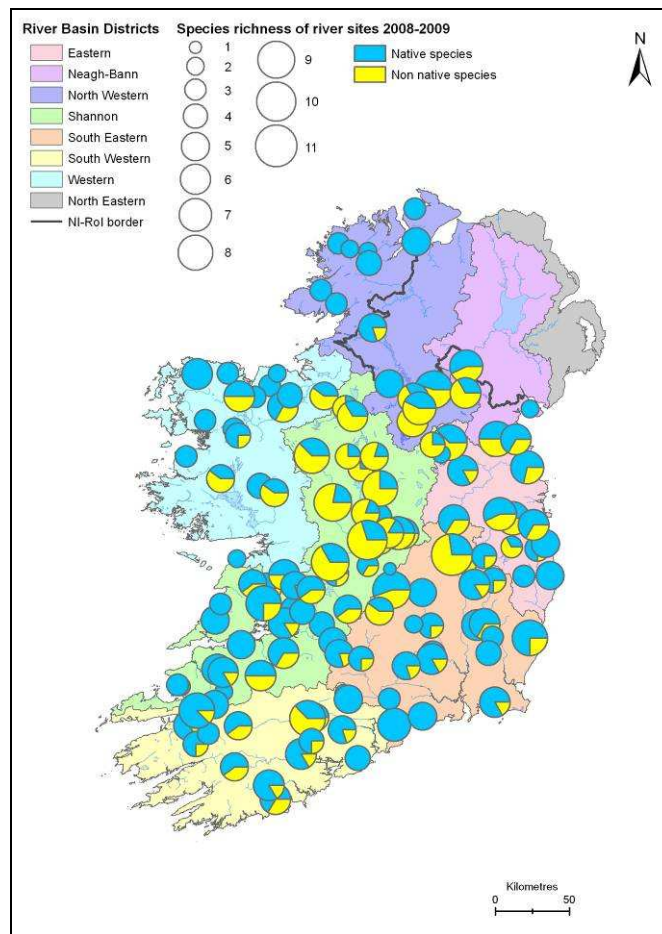 River Basin Districts
Eastern
Neagh-Bann
North Western
Shannon
South Eastern
South Western
Western
North Eastern
NI-RoI border
Species richness of river sites 2008-2009
1
2
3
4
5
6
7
8
9
10
11
Native species
Non native species
N
Kilometres
0
50